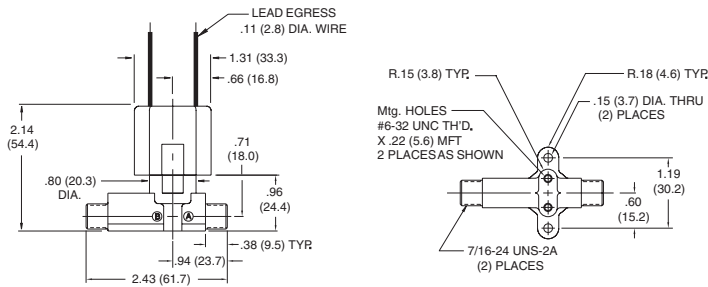 LEAD EGRESS
.11 (2.8) DIA. WIRE
1.31 (33.3)
.66 (16.8)
2.14
(54.4)
.71
(18.0)
.80 (20.3)
DIA.
.96
(24.4)
B
A
.38 (9.5) TYP.
.94 (23.7)
2.43 (61.7)
R.15 (3.8) TYP.
R.18 (4.6) TYP.
.15 (3.7) DIA. THRU
(2) PLACES
Mtg. HOLES
#6-32 UNC TH'D.
X .22 (5.6) MFT
2 PLACES AS SHOWN
1.19
(30.2)
.60
(15.2)
7/16-24 UNS-2A
(2) PLACES